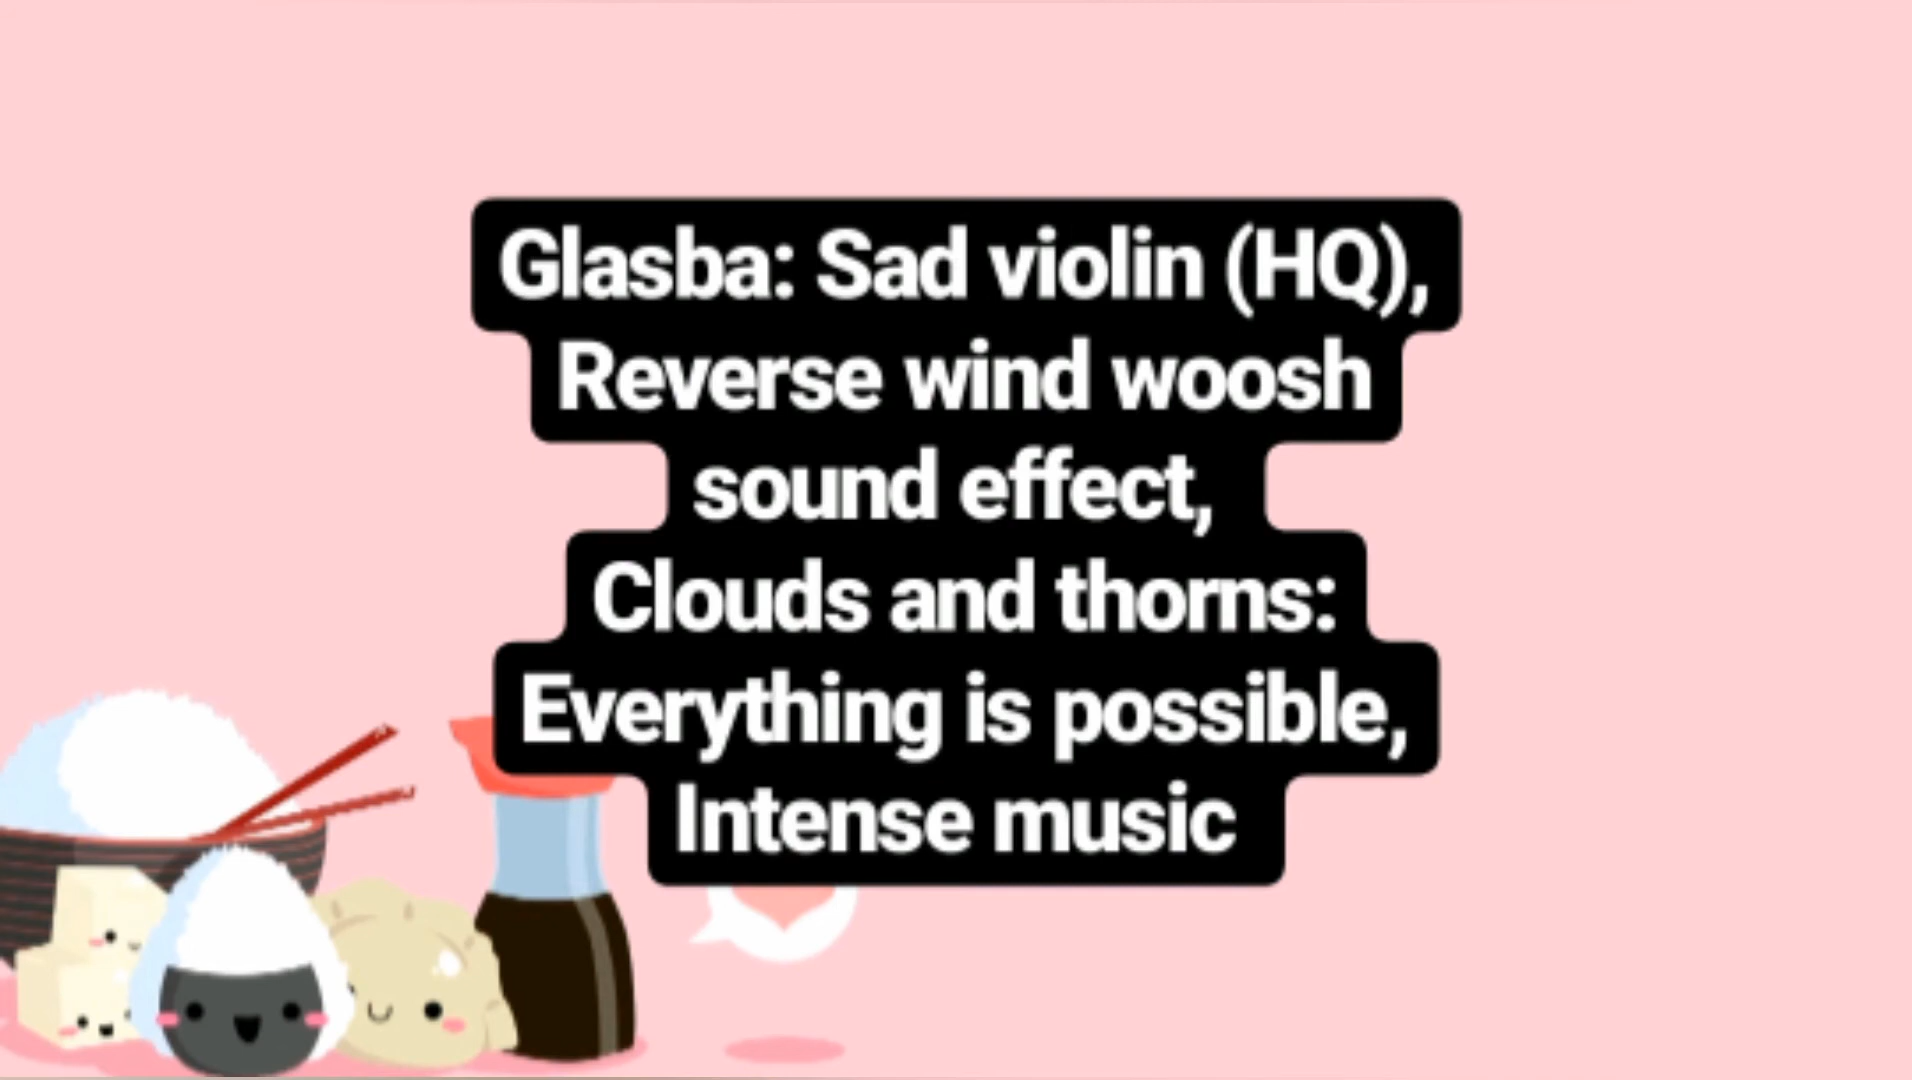 Glasba: Sad violin (HQ),
Reverse wind woosh
sound effect,
Clouds and thorns:
Everything is possible,
Intense music